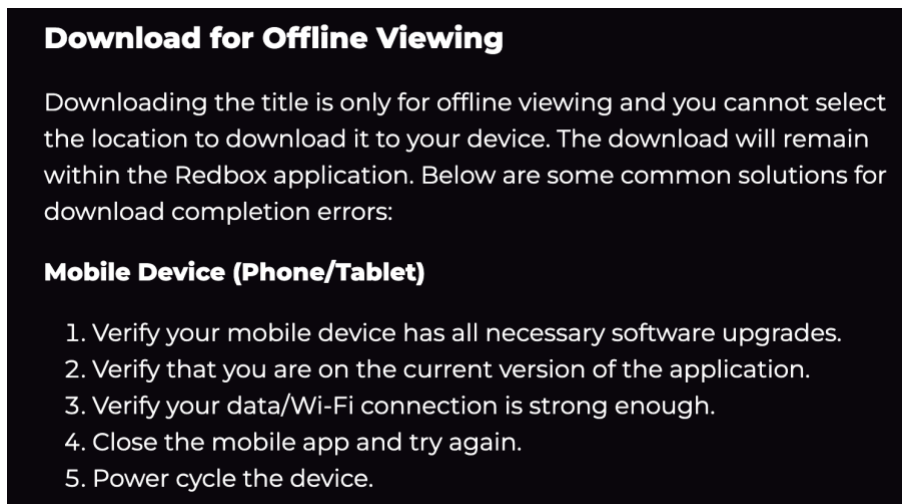 Download for Offline Viewing
Downloading the title is only for offline viewing and you cannot select
the location to download it to your device. The download will remain
within the Redbox application. Below are some common solutions for
download completion errors:
Mobile Device (Phone/Tablet)
1. Verify your mobile device has all necessary software upgrades.
2. Verify that you are on the current version of the application.
3. Verify your data/Wi-Fi connection is strong enough.
4. Close the mobile app and try again.
5. Power cycle the device.